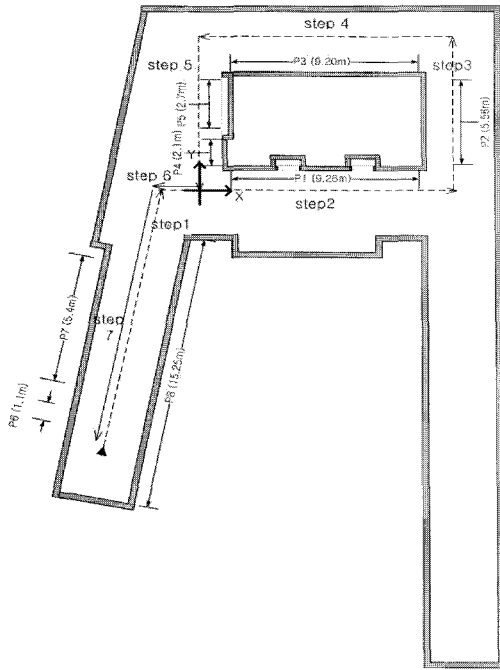 step 4
step 5
P3 (9.20m)
step3
P5 (2.7m)
P2 (5.58m)
P4 (2.1m)
Y
step 6
P1 (9.26m)
X
step2
step1
P7 (5.4m)
step 7
P8 (15.25m)
P6 (1.1m)